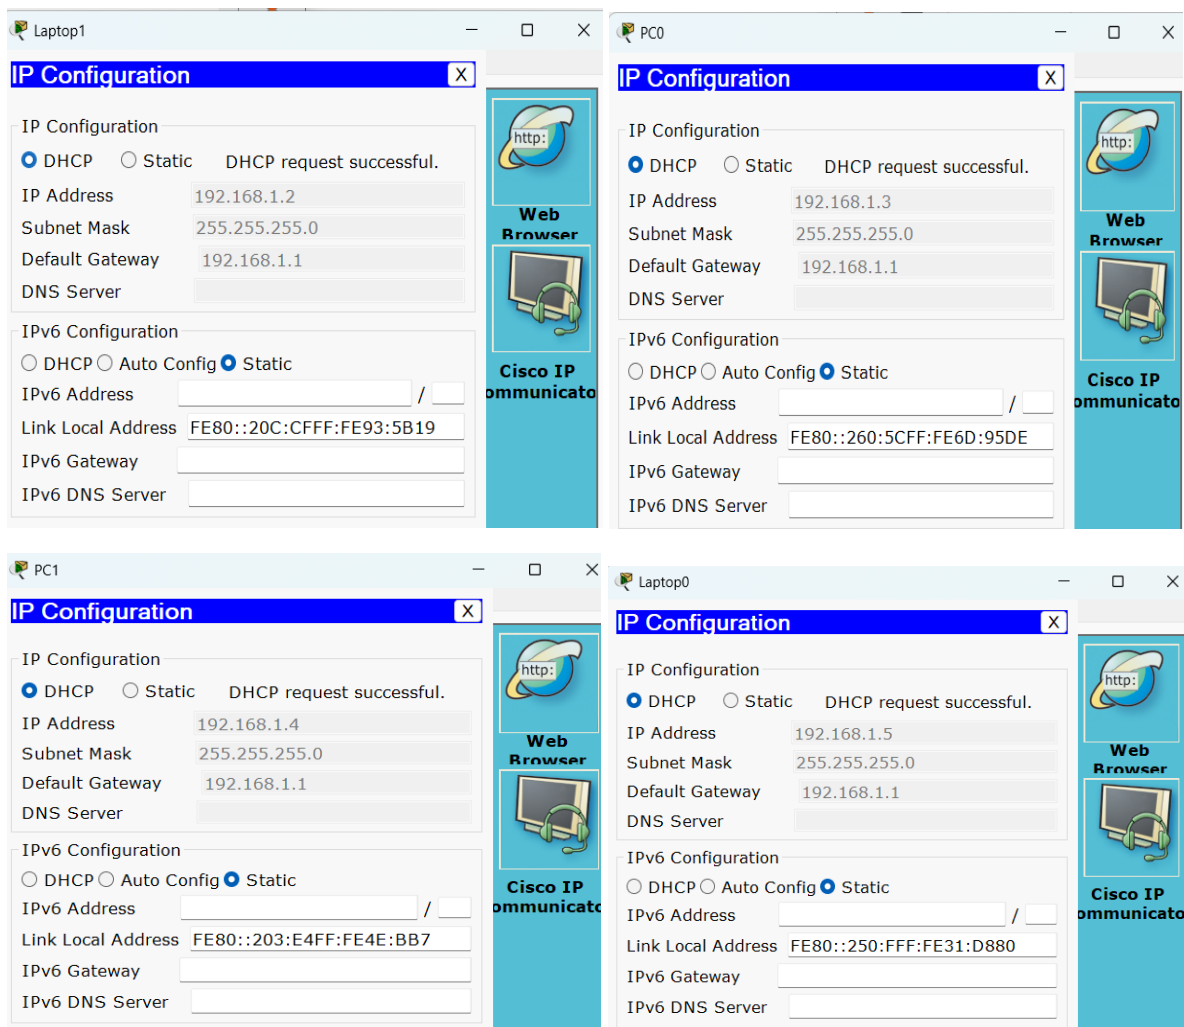 Laptop1
IP Configuration
X
IP Configuration
DHCP Static DHCP request successful.
IP Address 192.168.1.2
Subnet Mask 255.255.255.0
Default Gateway 192.168.1.1
DNS Server
IPv6 Configuration
DHCP Auto Config Static
IPv6 Address /
Link Local Address FE80::20C:CFFF:FE93:5B19
IPv6 Gateway
IPv6 DNS Server
http:
Web
Browser
Cisco IP
ommunicato
PC0
IP Configuration
X
IP Configuration
DHCP Static DHCP request successful.
IP Address 192.168.1.3
Subnet Mask 255.255.255.0
Default Gateway 192.168.1.1
DNS Server
IPv6 Configuration
DHCP Auto Config Static
IPv6 Address /
Link Local Address FE80::260:5CFF:FE6D:95DE
IPv6 Gateway
IPv6 DNS Server
http:
Web
Browser
Cisco IP
ommunicato
PC1
IP Configuration
X
IP Configuration
DHCP Static DHCP request successful.
IP Address 192.168.1.4
Subnet Mask 255.255.255.0
Default Gateway 192.168.1.1
DNS Server
IPv6 Configuration
DHCP Auto Config Static
IPv6 Address /
Link Local Address FE80::203:E4FF:FE4E:BB7
IPv6 Gateway
IPv6 DNS Server
http:
Web
Browser
Cisco IP
ommunicato
Laptop0
IP Configuration
X
IP Configuration
DHCP Static DHCP request successful.
IP Address 192.168.1.5
Subnet Mask 255.255.255.0
Default Gateway 192.168.1.1
DNS Server
IPv6 Configuration
DHCP Auto Config Static
IPv6 Address /
Link Local Address FE80::250:FFF:FE31:D880
IPv6 Gateway
IPv6 DNS Server
http:
Web
Browser
Cisco IP
ommunicato